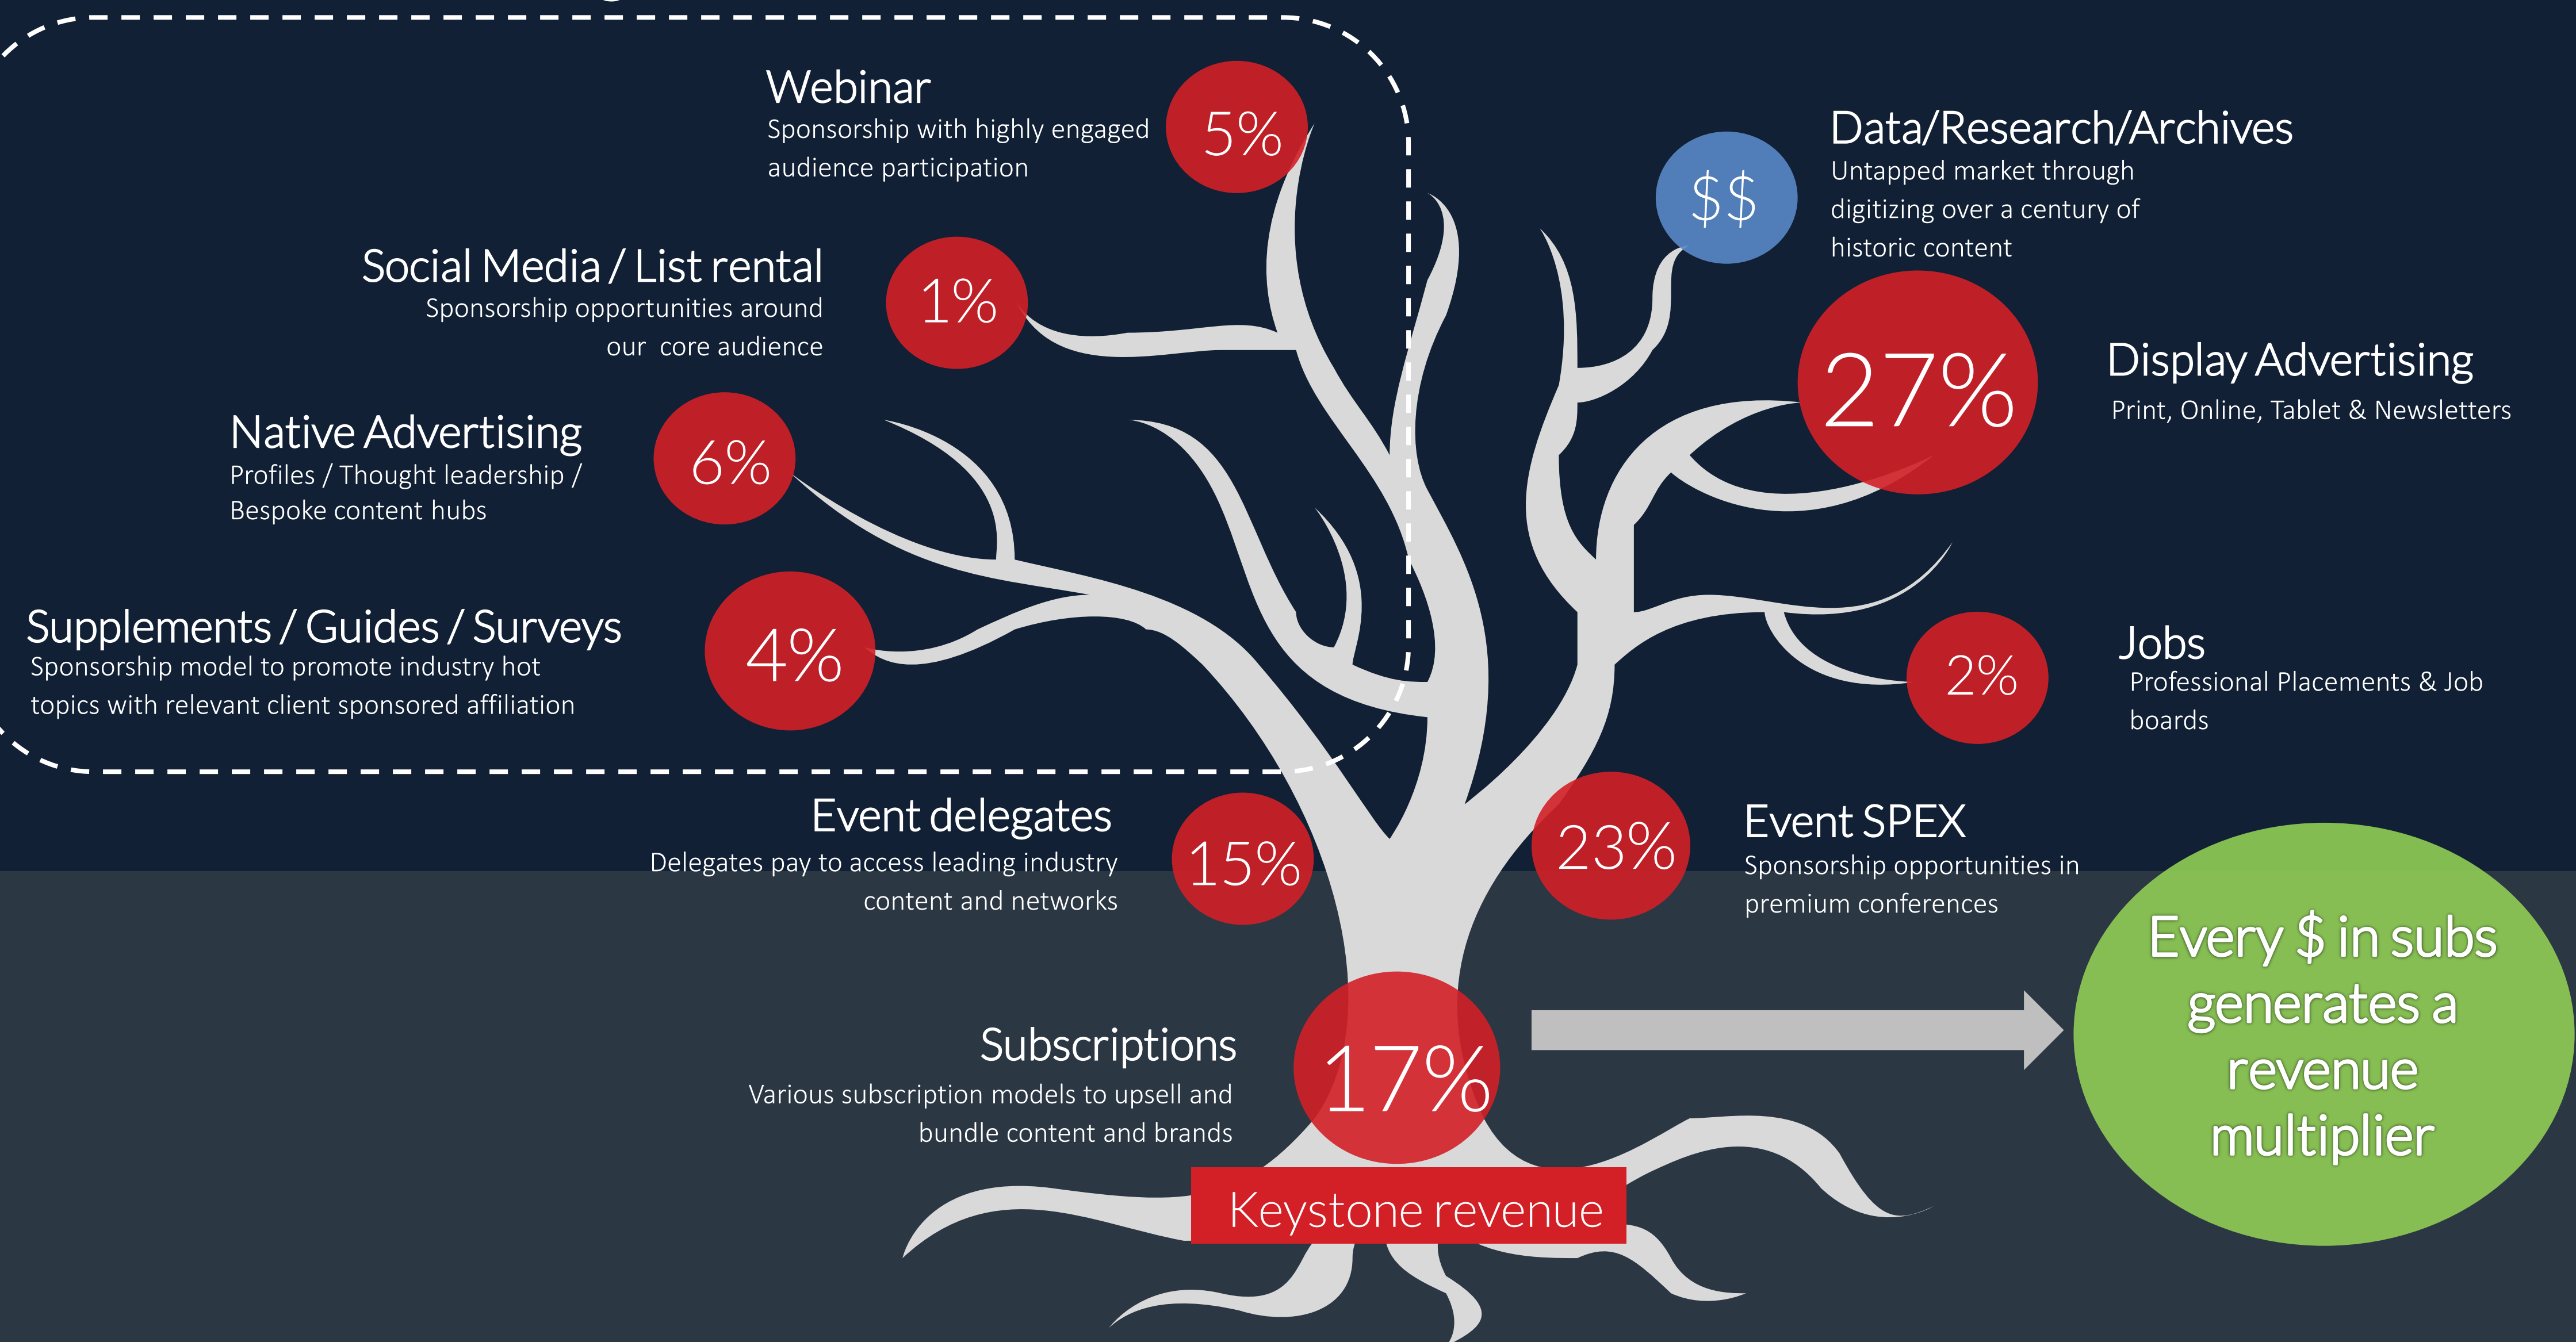 Webinar
Sponsorship with highly engaged
audience participation
5%
Social Media / List rental
Sponsorship opportunities around
our core audience
1%
Native Advertising
Profiles / Thought leadership /
Bespoke content hubs
6%
Supplements / Guides / Surveys
Sponsorship model to promote industry hot
topics with relevant client sponsored affiliation
4%
$$
Data/Research/Archives
Untapped market through
digitizing over a century of
historic content
27%
Display Advertising
Print, Online, Tablet & Newsletters
2%
Jobs
Professional Placements & Job
boards
Event delegates
Delegates pay to access leading industry
content and networks
15%
23%
Event SPEX
Sponsorship opportunities in
premium conferences
Subscriptions
Various subscription models to upsell and
bundle content and brands
17%
Keystone revenue
Every $ in subs
generates a
revenue
multiplier